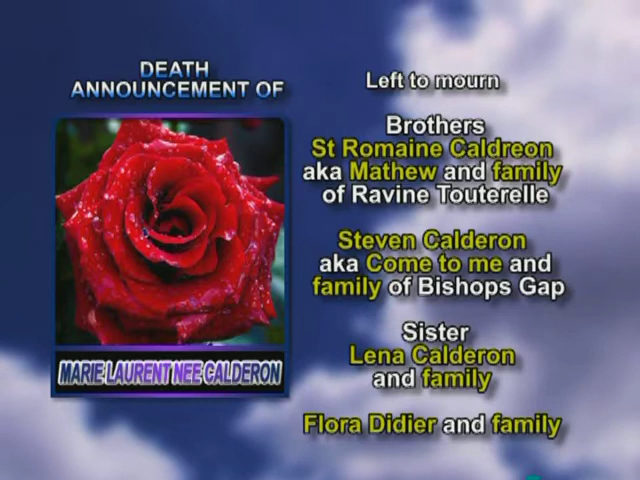 DEATH
ANNOUNCEMENT OF
MARIE LAURENT NEE CALDERON
Left to mourn
Brothers
St Romaine Caldreon
aka Mathew and family
of Ravine Touterelle
Steven Calderon
aka Come to me and
family of Bishops Gap
Sister
Lena Calderon
and family
Flora Didier and family